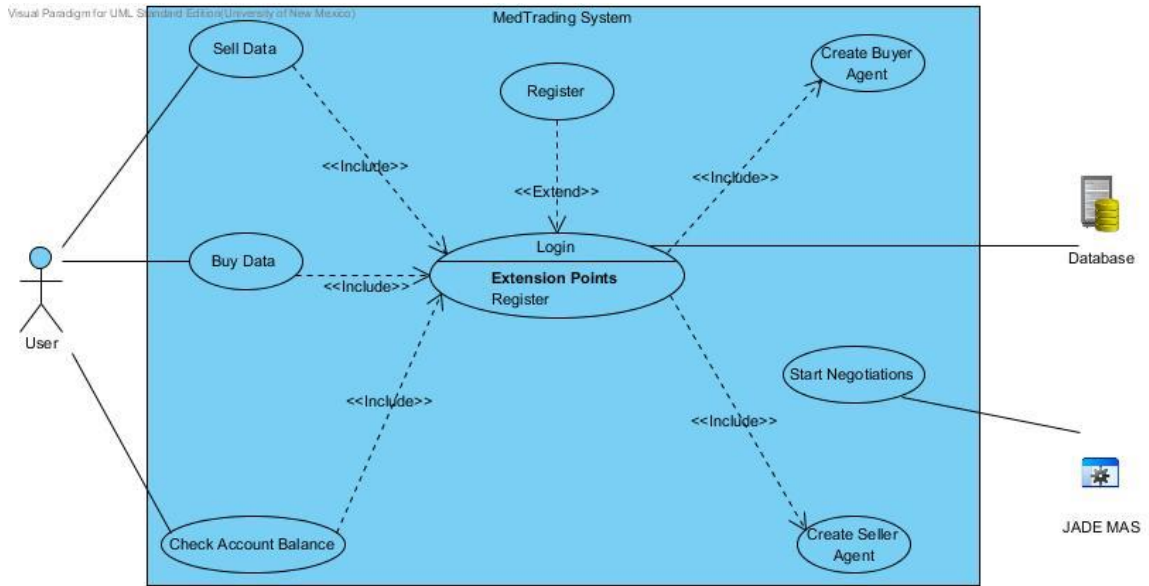 Visual Paradigm for UML Standard Edition(University of New Mexico)
MedTrading System
Sell Data
Create Buyer
Agent
Register
<<Include>>
<<Extend>>
<<Include>>
Login
Extension Points
Register
Database
Buy Data
<<Include>>
User
Start Negotiations
<<Include>>
<<Include>>
JADE MAS
Check Account Balance
Create Seller
Agent